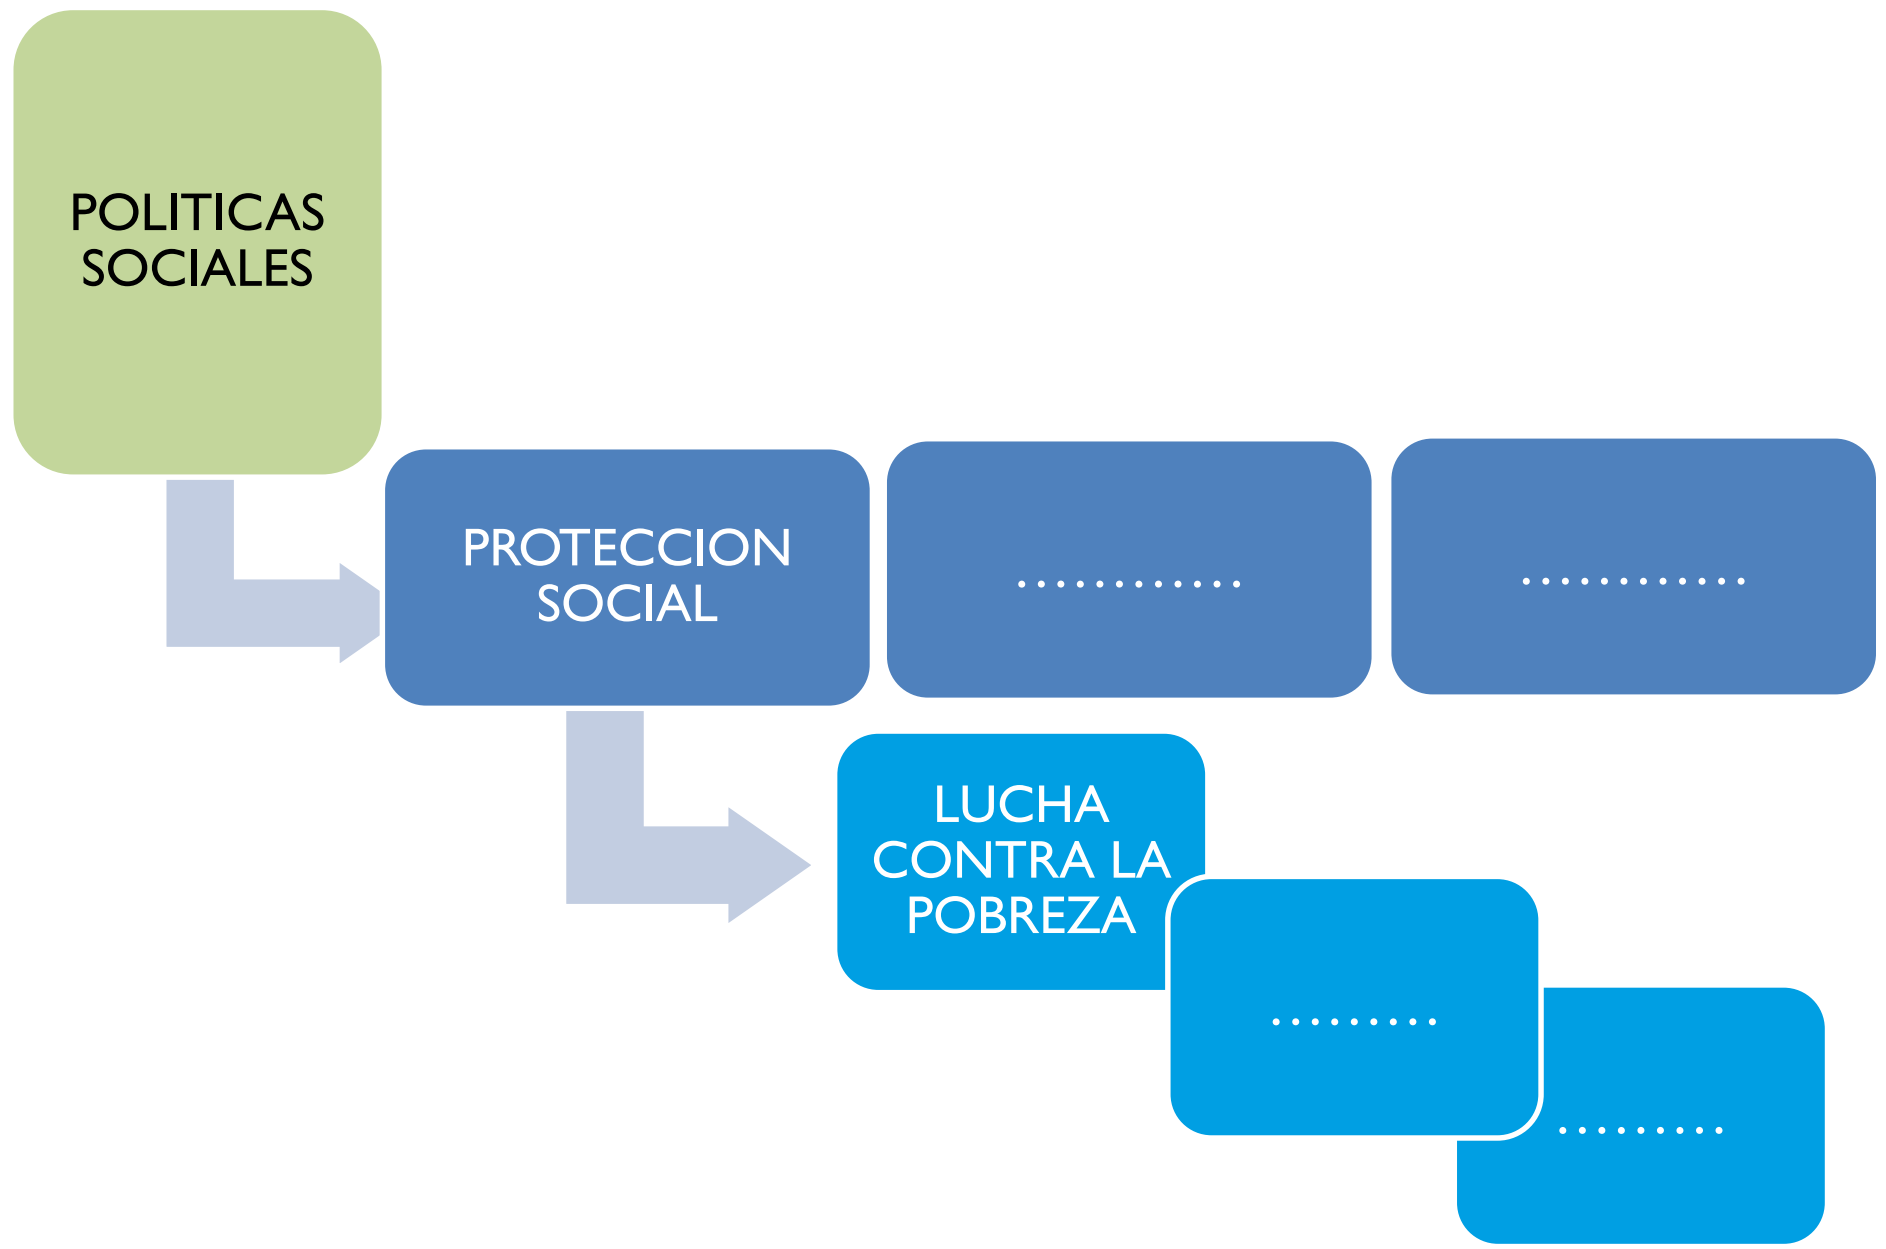 POLITICAS
SOCIALES
PROTECCION
SOCIAL
............
............
LUCHA
CONTRA LA
POBREZA
.........
.........